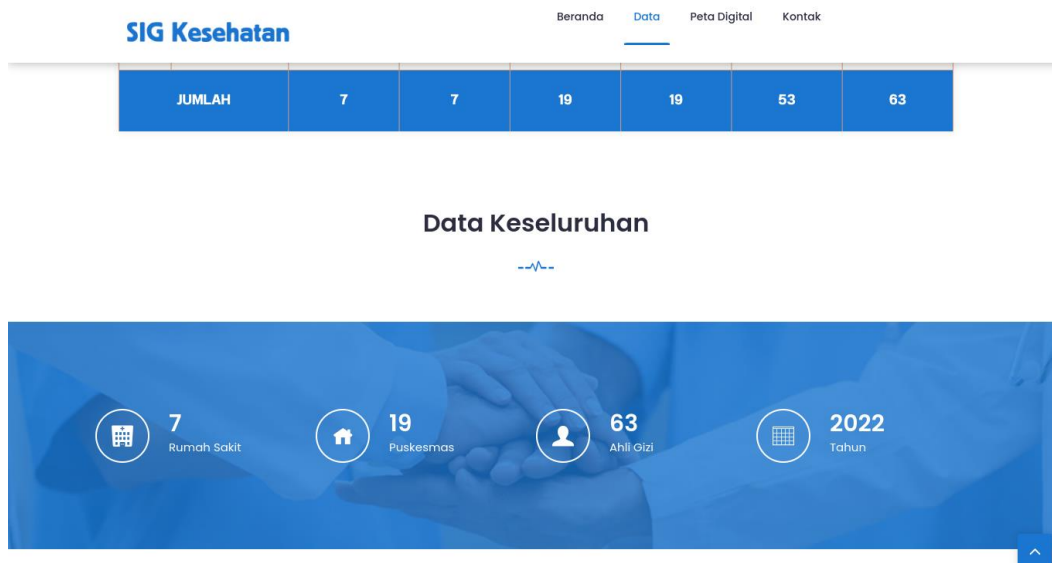 SIG Kesehatan
Beranda Data Peta Digital Kontak
JUMLAH 7 7 19 19 53 63
Data Keseluruhan
7
Rumah Sakit
19
Puskesmas
63
Ahli Gizi
2022
Tahun